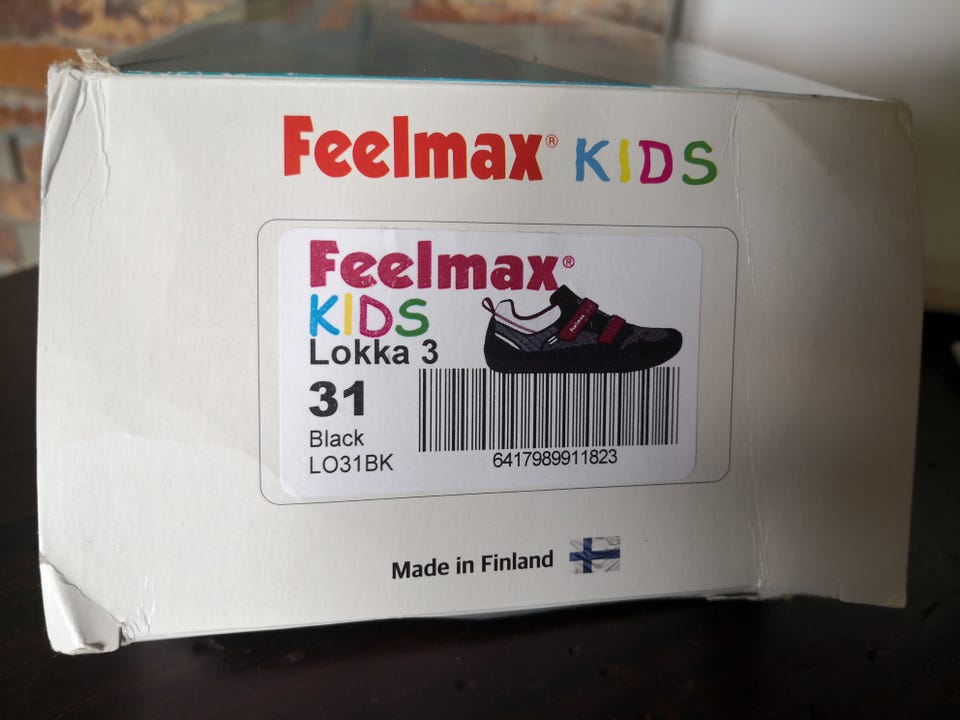 Feelmax® KIDS
Feelmax®
KIDS
Lokka 3
31
Black
LO31BK
6417989911823
Made in Finland